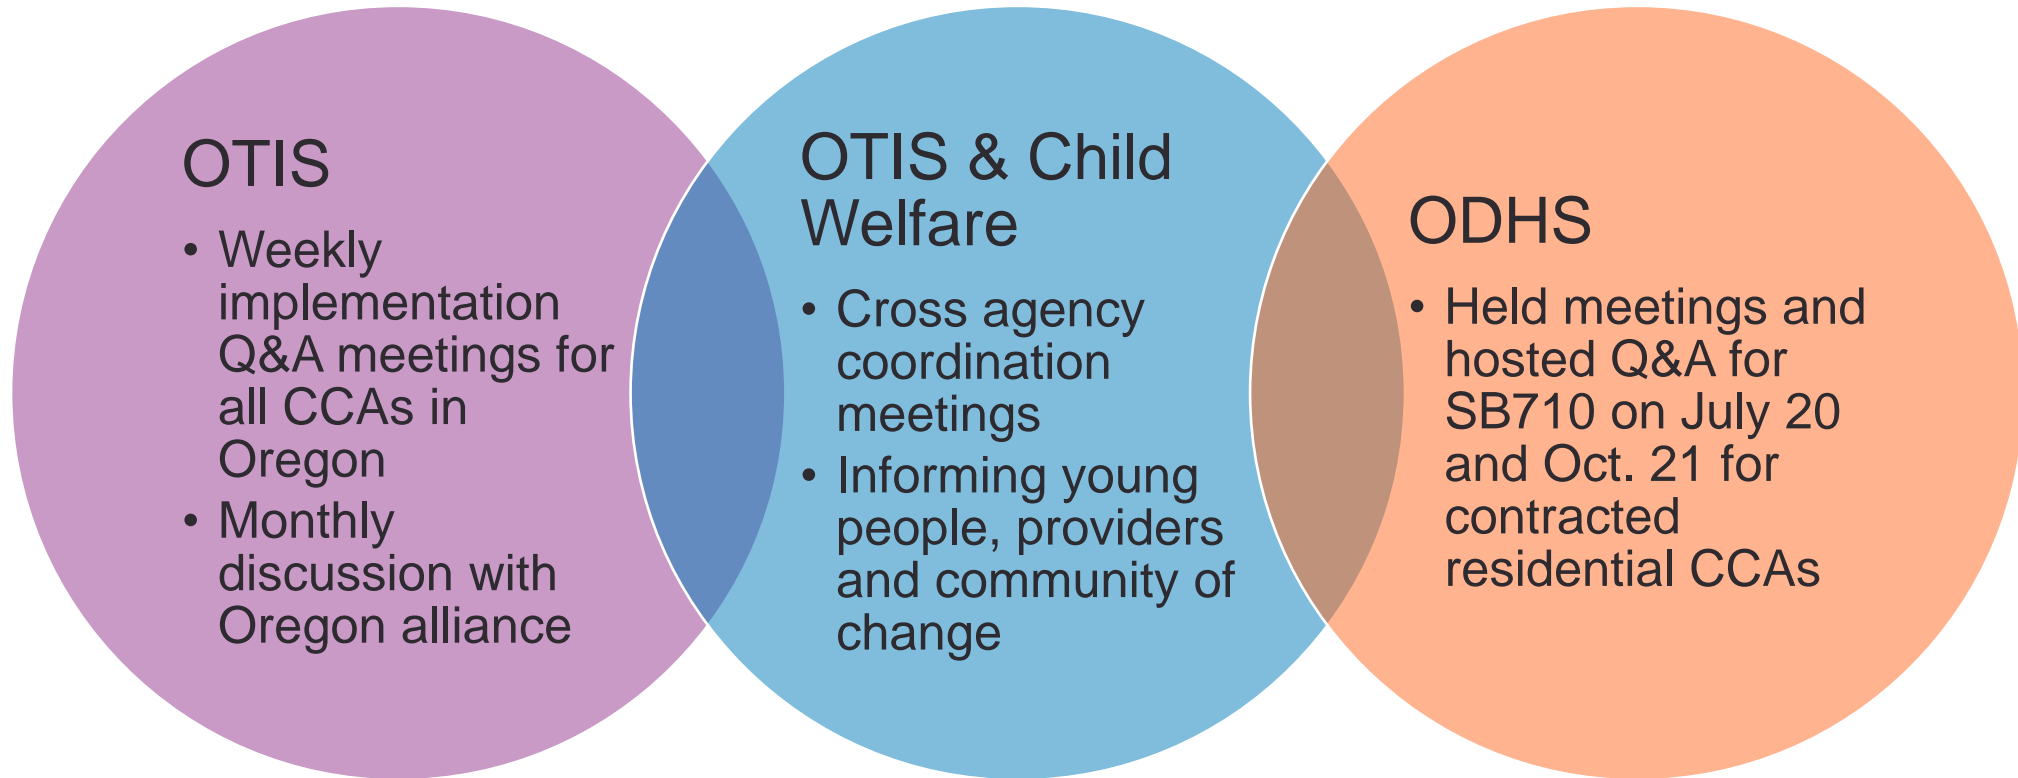 OTIS
• Weekly
implementation
Q&A meetings for
all CCAs in
Oregon
• Monthly
discussion with
Oregon alliance
OTIS & Child
Welfare
• Cross agency
coordination
meetings
• Informing young
people, providers
and community of
change
ODHS
• Held meetings and
hosted Q&A for
SB710 on July 20
and Oct. 21 for
contracted
residential CCAs